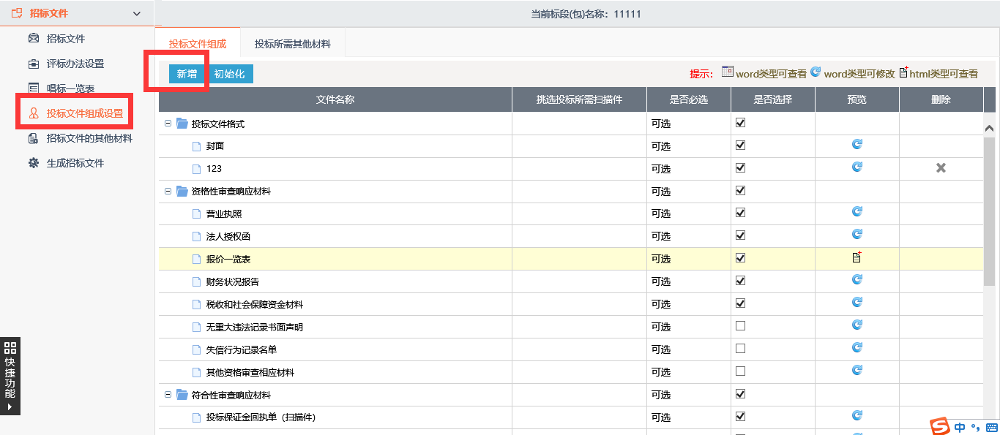 招标文件
当前标段(包)名称：11111
招标文件
评标办法设置
唱标一览表
投标文件组成设置
招标文件的其他材料
生成招标文件
快捷功能
投标文件组成 投标所需其他材料
新增 初始化 提示： word类型可查看 word类型可修改 html类型可查看
文件名称 挑选投标所需扫描件 是否必选 是否选择 预览 删除
投标文件格式 可选
封面 可选
123 可选
资格性审查响应材料 可选
营业执照 可选
法人授权函 可选
报价一览表 可选
财务状况报告 可选
税收和社会保障资金材料 可选
无重大违法记录书面声明 可选
失信行为记录名单 可选
其他资格审查相应材料 可选
符合性审查响应材料 可选
投标保证金回执单（扫描件） 可选
中